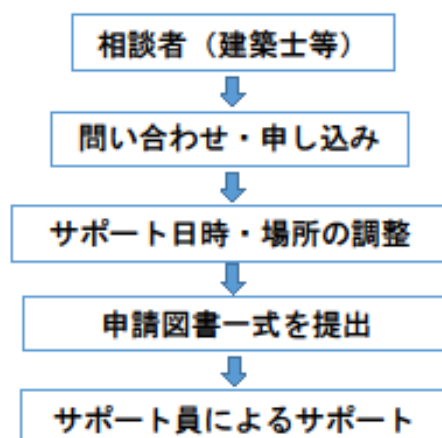 相談者（建築士等）
問い合わせ・申し込み
サポート日時・場所の調整
申請図書一式を提出
サポート員によるサポート